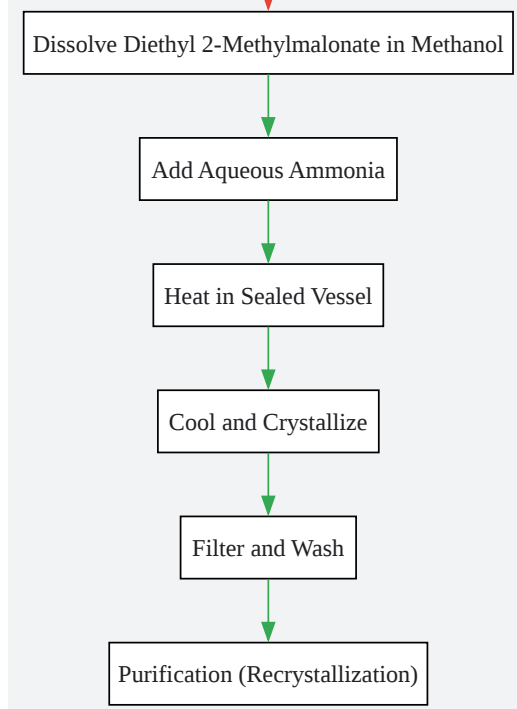 Dissolve Diethyl 2-Methylmalonate in Methanol
Add Aqueous Ammonia
Heat in Sealed Vessel
Cool and Crystallize
Filter and Wash
Purification (Recrystallization)